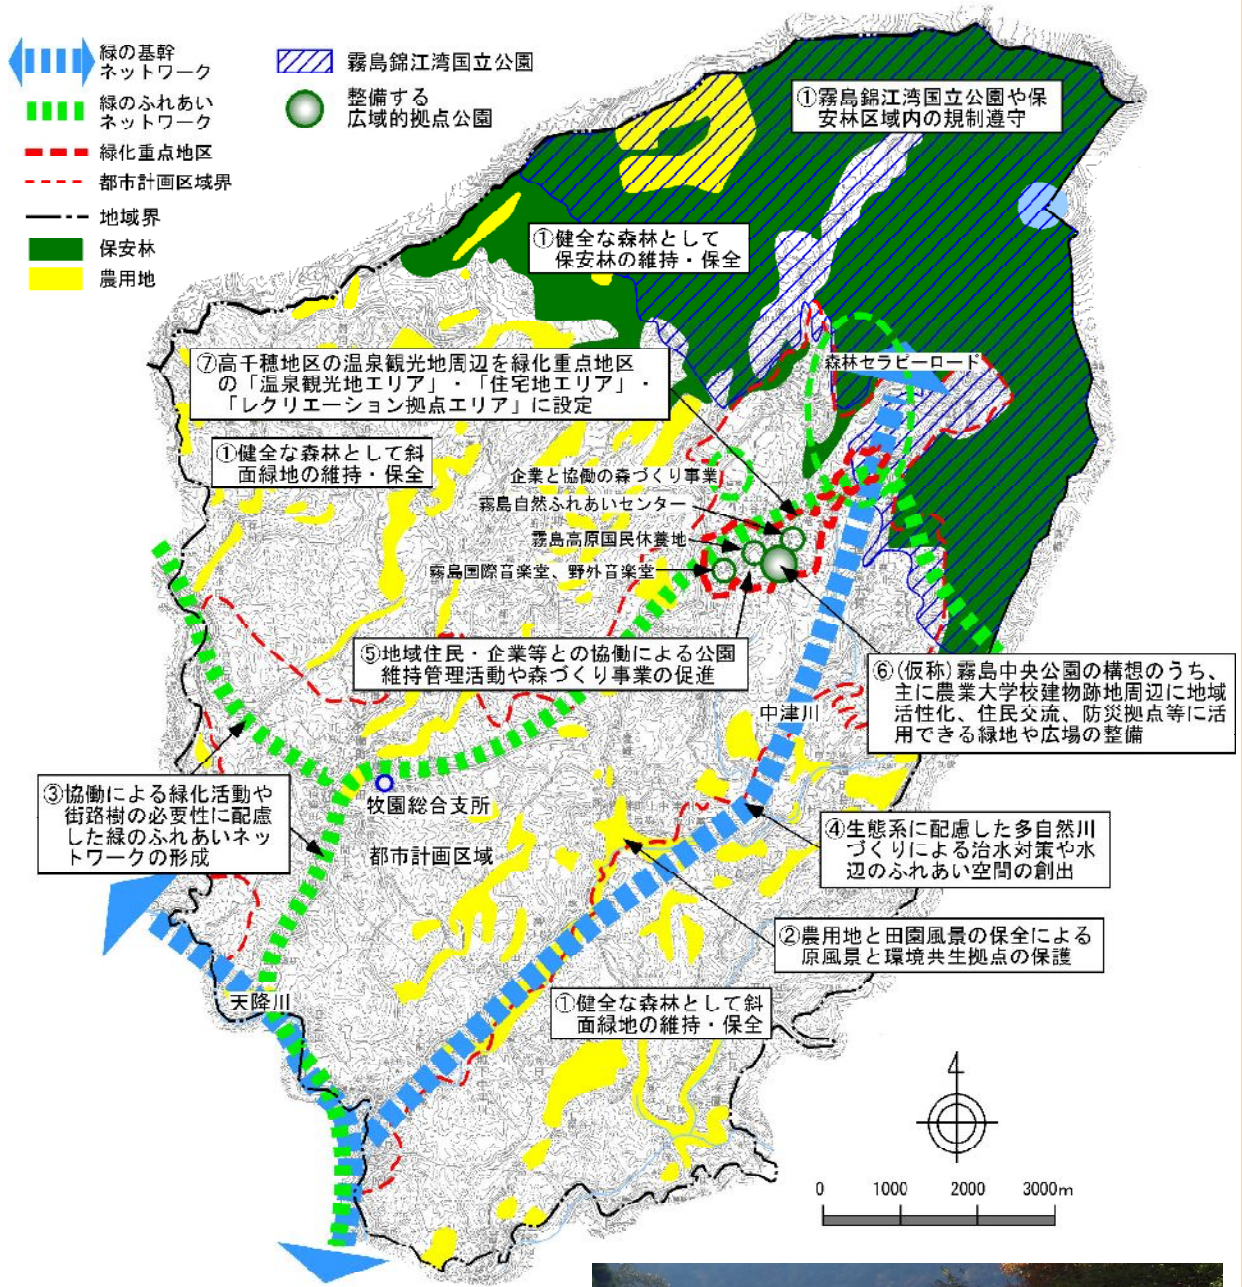 緑の基幹
ネットワーク
緑のふれあい
ネットワーク
緑化重点地区
都市計画区域界
地域界
保安林
農用地
霧島錦江湾国立公園
整備する
広域的拠点公園
①霧島錦江湾国立公園や保
安林区域内の規制遵守
①健全な森林として
保安林の維持・保全
⑦高千穂地区の温泉観光地周辺を緑化重点地区
の「温泉観光地エリア」・「住宅地エリア」・
「レクリエーション拠点エリア」に設定
森林セラピーロード
①健全な森林として斜
面緑地の維持・保全
企業と協働の森づくり事業
霧島自然ふれあいセンター
霧島高原国民休養地
霧島国際音楽堂、野外音楽堂
⑤地域住民・企業等との協働による公園
維持管理活動や森づくり事業の促進
⑥(仮称)霧島中央公園の構想のうち、
主に農業大学校建物跡地周辺に地域
活性化、住民交流、防災拠点等に活
用できる緑地や広場の整備
中津川
③協働による緑化活動や
街路樹の必要性に配慮
した緑のふれあいネッ
トワークの形成
牧園総合支所
都市計画区域
④生態系に配慮した多自然川
づくりによる治水対策や水
辺のふれあい空間の創出
②農用地と田園風景の保全による
原風景と環境共生拠点の保護
天降川
①健全な森林として斜
面緑地の維持・保全
0 1000 2000 3000m